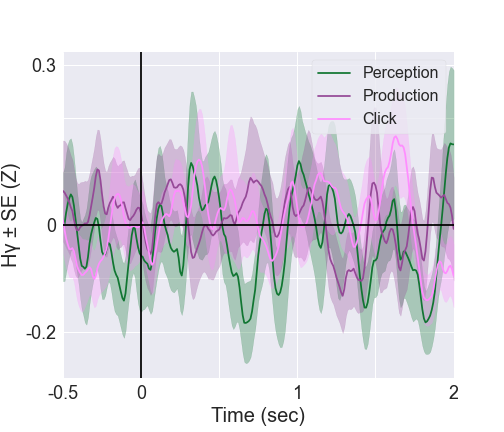 0.3
Perception
Production
Click
Hγ ± SE (Z)
0
-0.2
-0.5
0
1
2
Time (sec)